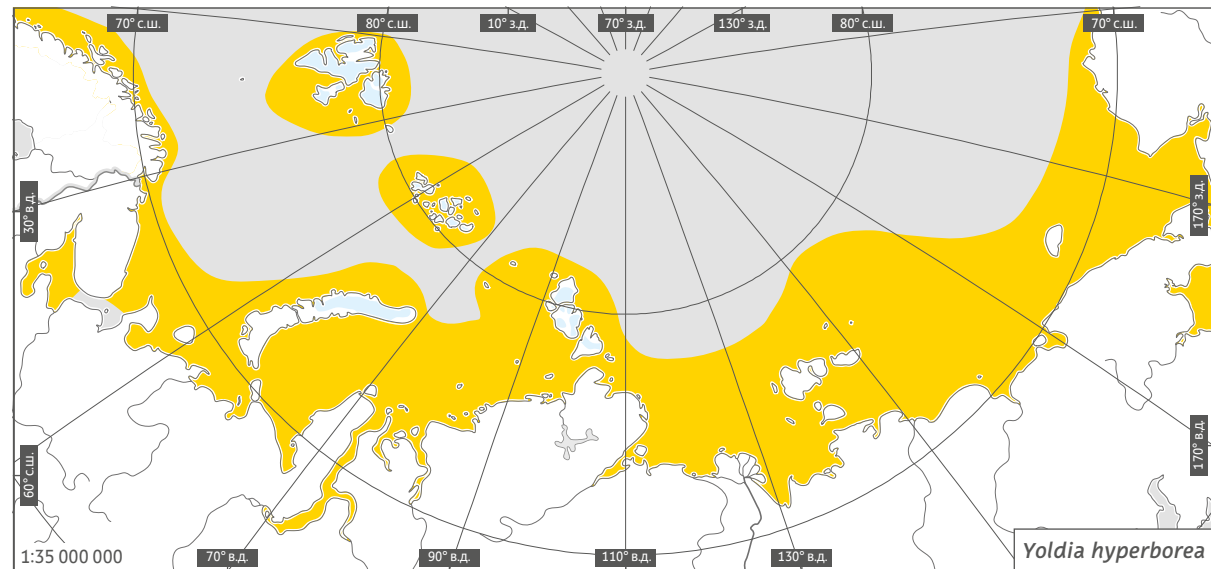 70° с.ш.
80° с.ш.
10° з.д.
70° з.д.
130° з.д.
80° с.ш.
70° с.ш.
30° в.д.
170° з.д.
60° с.ш.
170° в.д.
1:35 000 000
70° в.д.
90° в.д.
110° в.д.
130° в.д.
Yoldia hyperborea